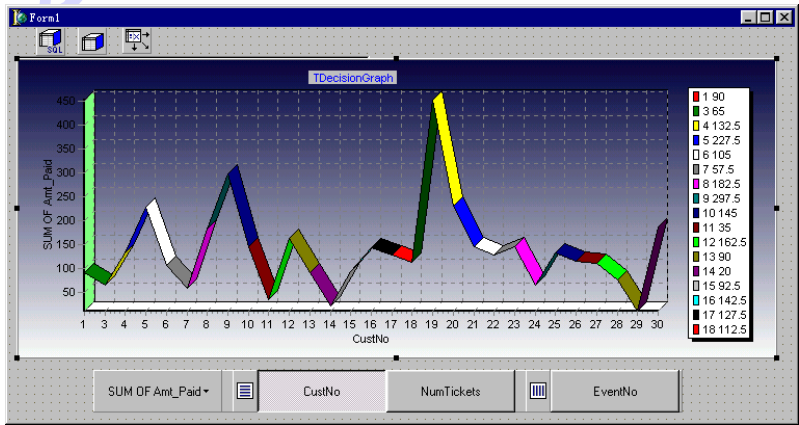 Form1
SQL
TDecisionGraph
450
400
350
300
250
200
150
100
50
SUM OF Amt_Paid
1 3 4 5 6 7 8 9 10 11 12 13 14 15 16 17 18 19 20 21 22 23 24 25 26 27 28 29 30
CustNo
1 90
3 65
4 132.5
5 227.5
6 105
7 57.5
8 182.5
9 297.5
10 145
11 35
12 162.5
13 90
14 20
15 92.5
16 142.5
17 127.5
18 112.5
SUM OF Amt_Paid
CustNo
NumTickets
EventNo